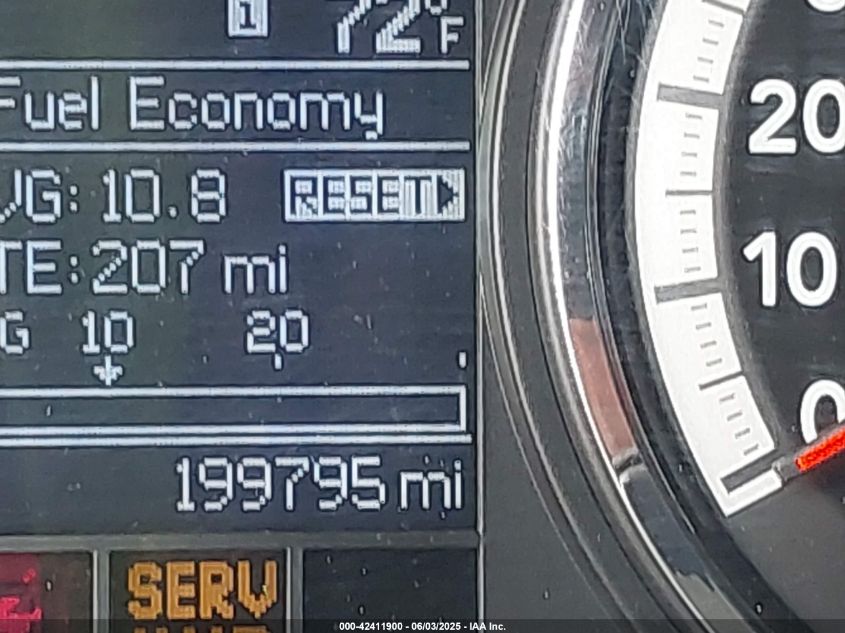 1 72°F
Fuel Economy
VG: 10.8 RESET
TE: 207 mi
G 10 20
199795 mi
SERV
20
10
0
000-42411900 - 06/03/2025 - IAA Inc.